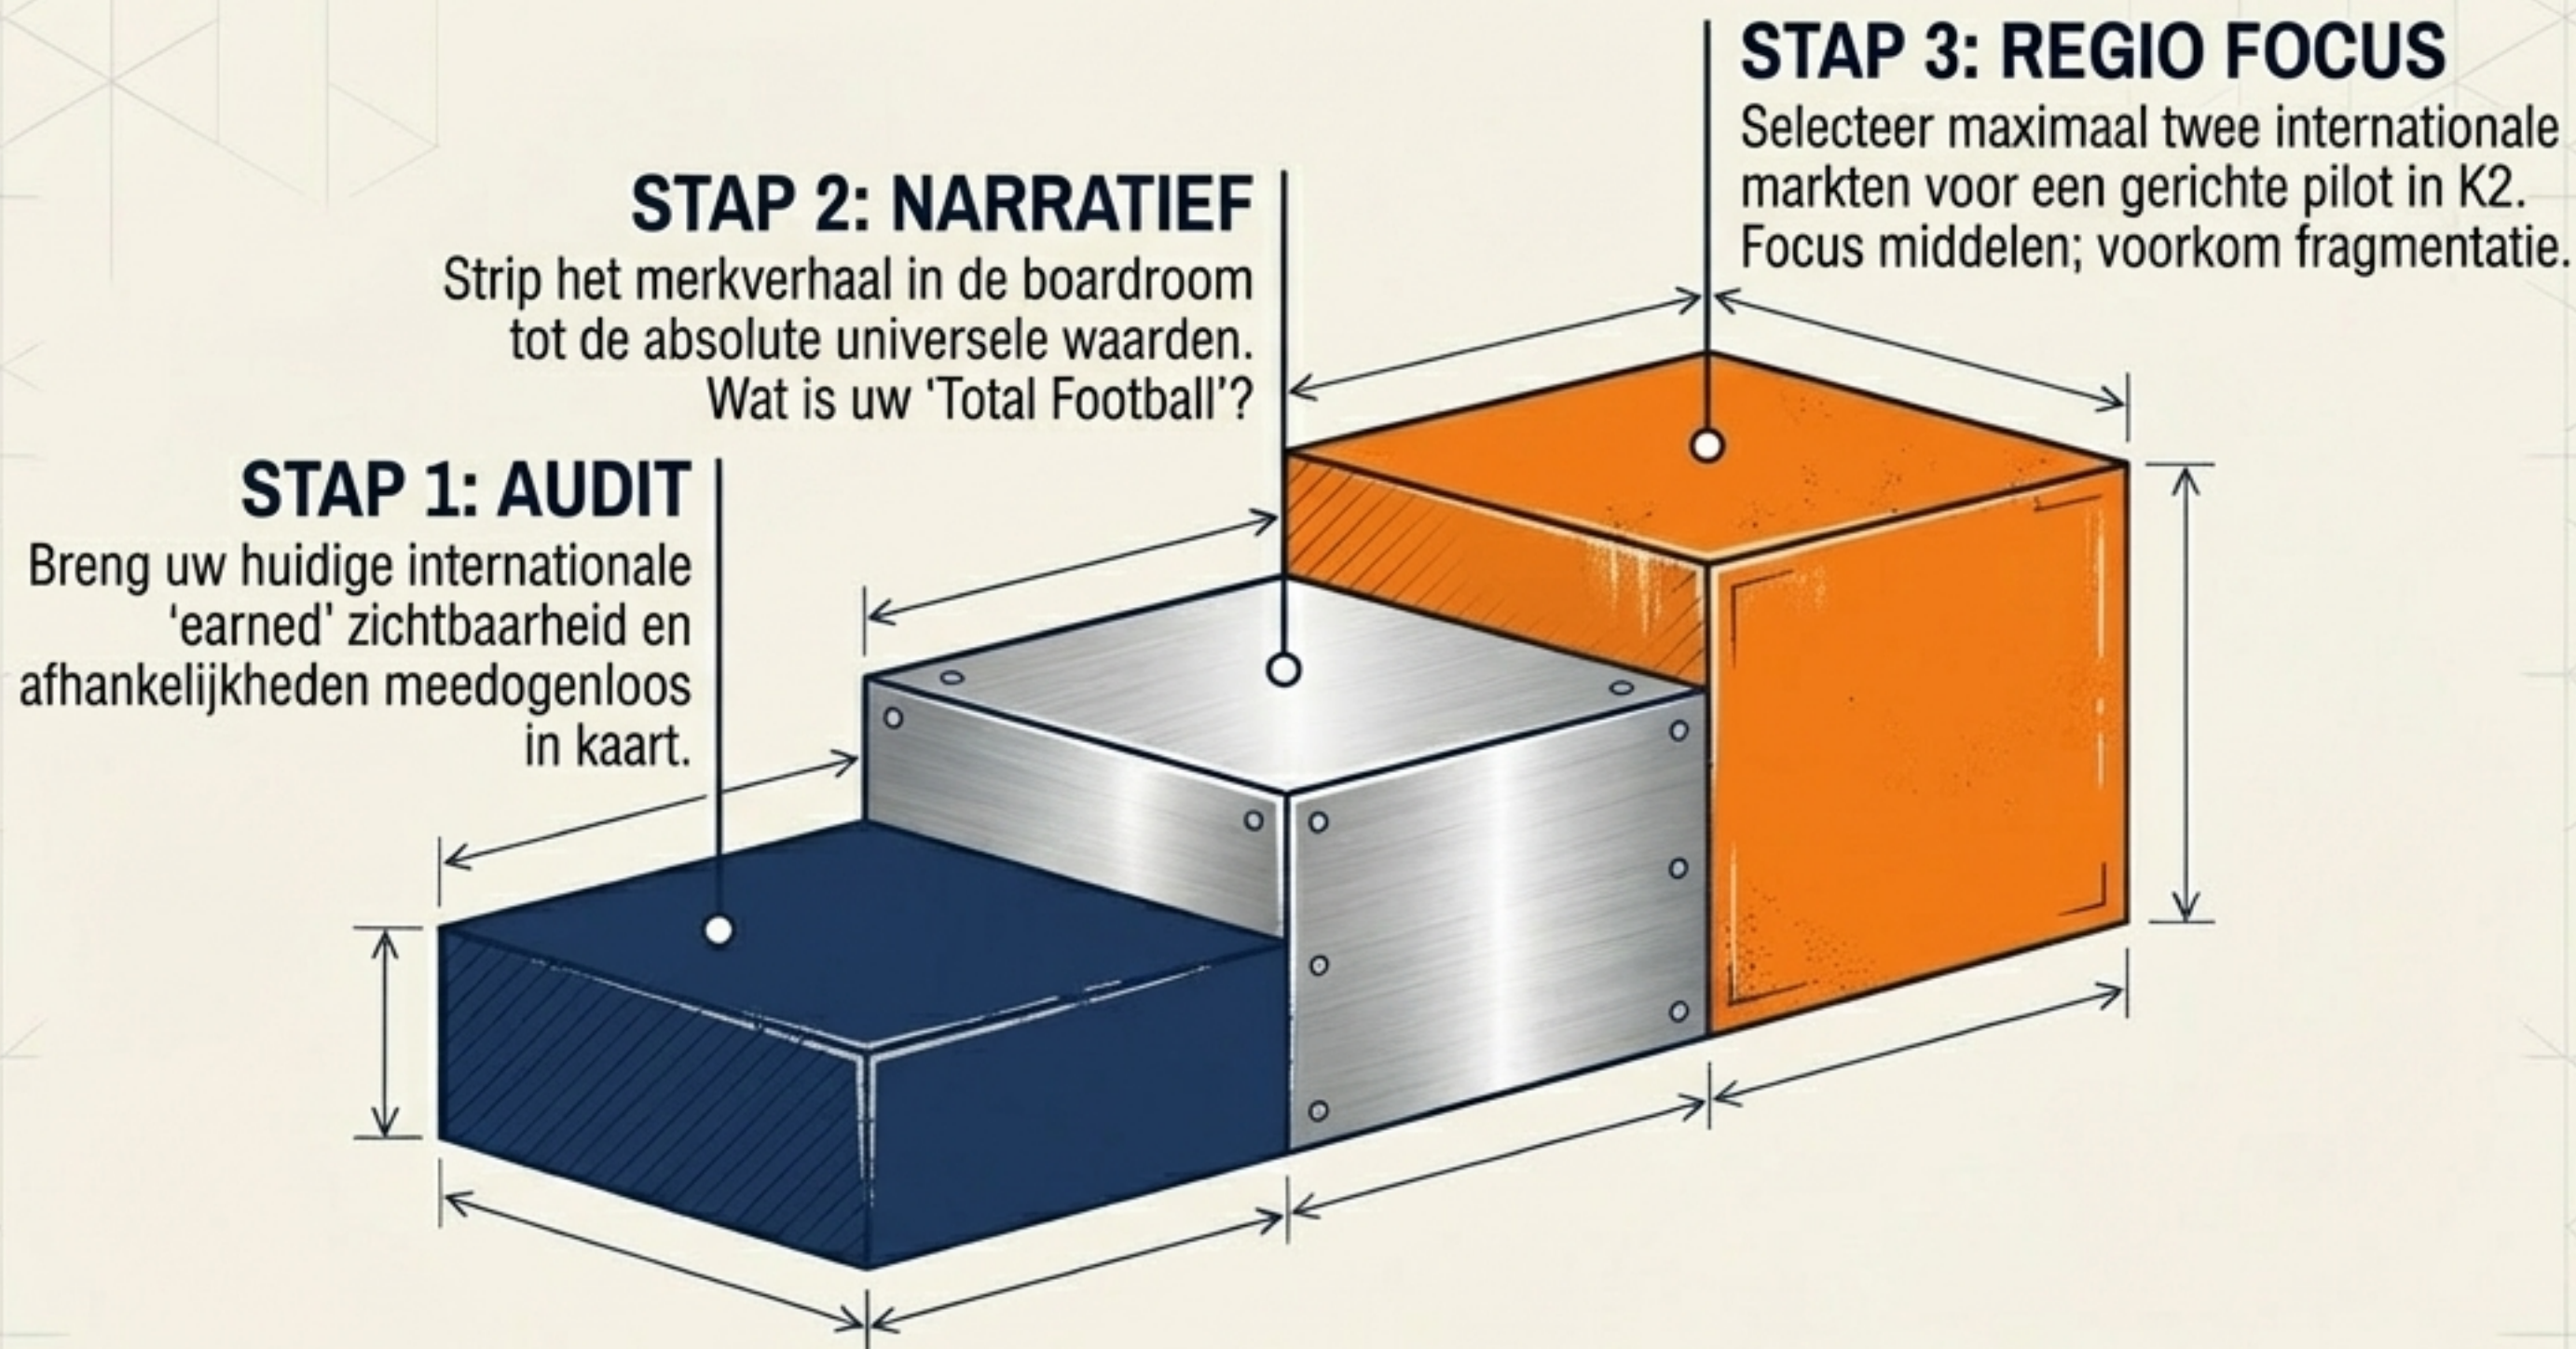 STAP 1: AUDIT
Breng uw huidige internationale
‘earned’ zichtbaarheid en
afhankelijkheden meedogenloos
in kaart.
STAP 2: NARRATIEF
Strip het merkverhaal in de boardroom
tot de absolute universele waarden.
Wat is uw ‘Total Football’?
STAP 3: REGIO FOCUS
Selecteer maximaal twee internationale
markten voor een gerichte pilot in K2.
Focus middelen; voorkom fragmentatie.